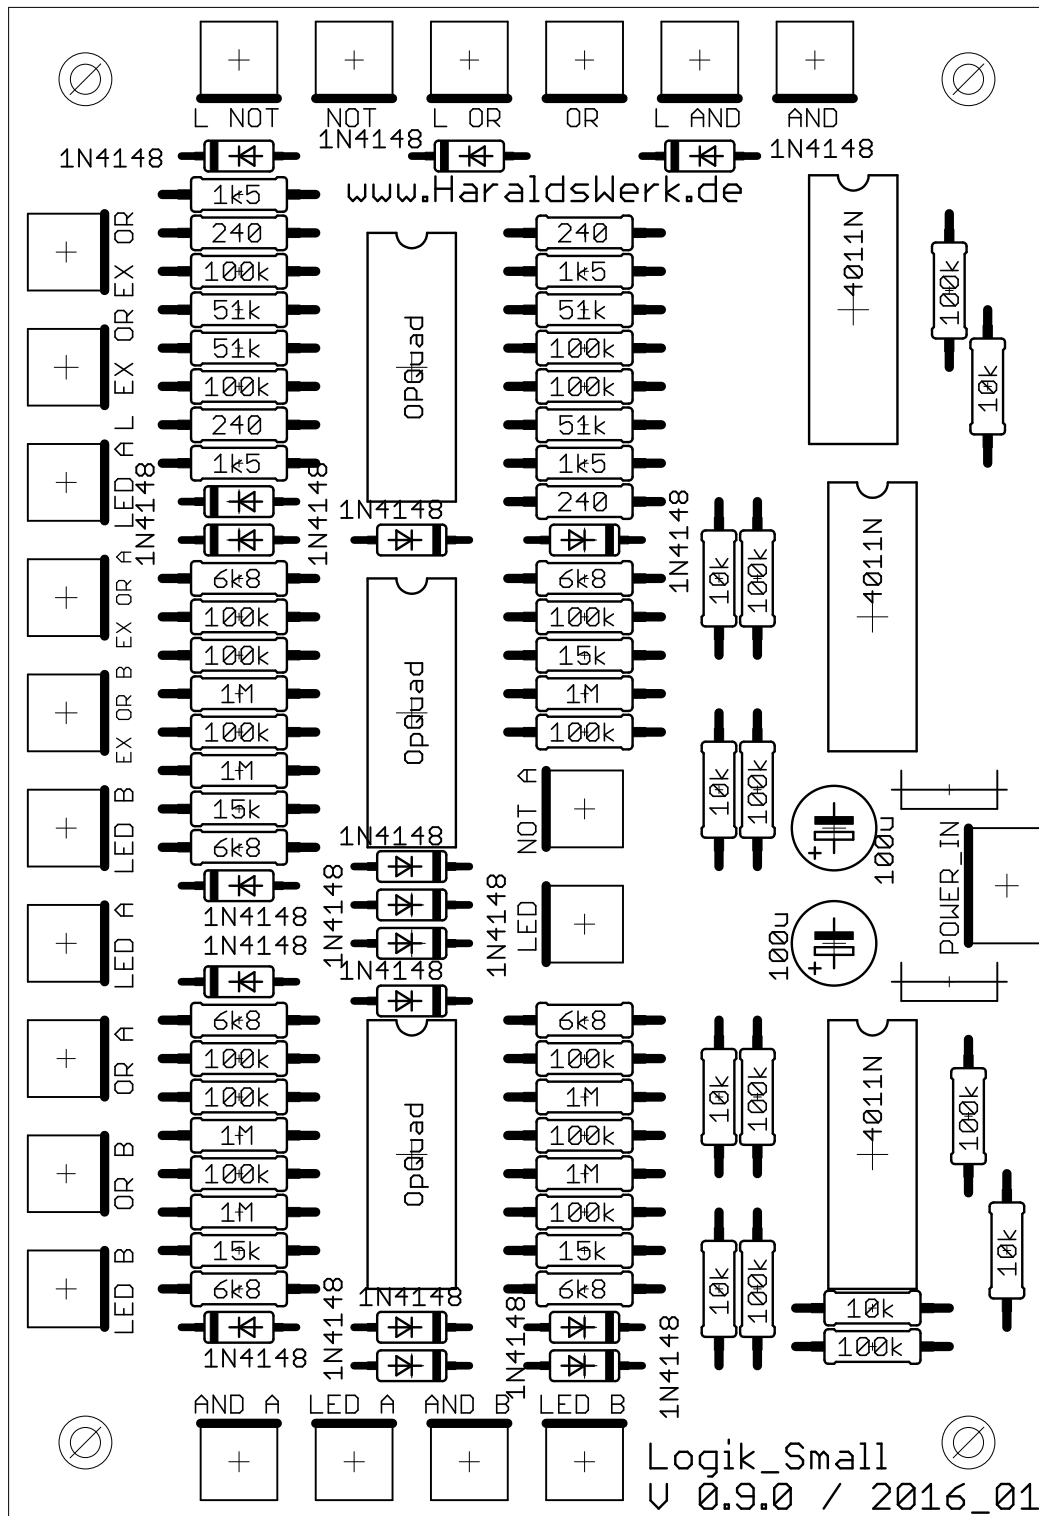 L NOT
NOT
L OR
OR
L AND
AND
1N4148
1N4148
1N4148
www.HaraldsWerk.de
1k5
240
100k
51k
51k
100k
240
1k5
240
1k5
51k
100k
100k
51k
1k5
240
EX OR
EX OR
LED A L
EX OR A
EX OR B
LED B
LED A
OR A
OR B
LED B
OPQuad
4011N
100k
10k
1N4148
1N4148
1N4148
1N4148
6k8
100k
100k
1M
100k
1M
15k
6k8
OpQuad
6k8
100k
15k
1M
100k
4011N
10k
100k
10k
100k
NOT A
LED
100u
100u
POWER_IN
1N4148
1N4148
1N4148
1N4148
1N4148
1N4148
6k8
100k
100k
1M
100k
1M
15k
6k8
OpQuad
6k8
100k
1M
100k
1M
100k
15k
6k8
10k
100k
10k
100k
4011N
100k
10k
10k
100k
1N4148
1N4148
1N4148
1N4148
1N4148
AND A
LED A
AND B
LED B
Logik_Small
V 0.9.0 / 2016_01